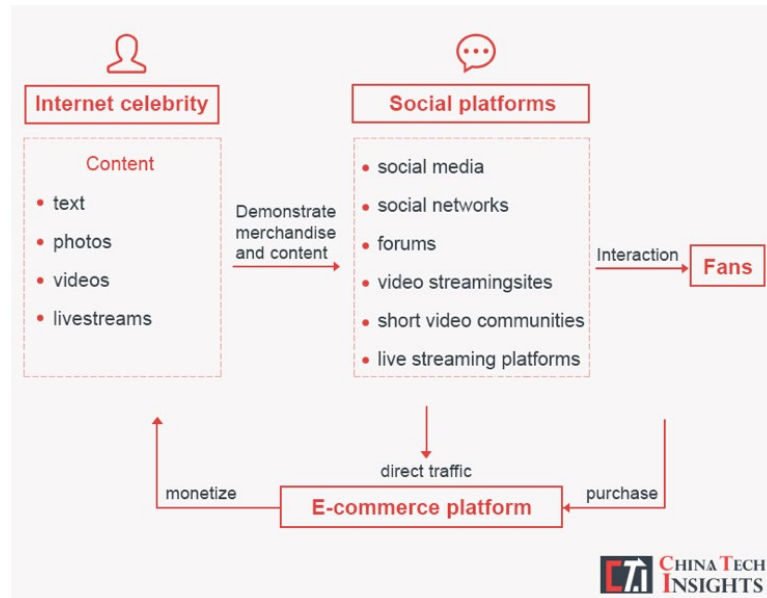 Internet celebrity
Content
• text
• photos
• videos
• livestreams
Demonstrate
merchandise
and content
Social platforms
• social media
• social networks
• forums
• video streamingsites
• short video communities
• live streaming platforms
Interaction
Fans
monetize
direct traffic
E-commerce platform
purchase
CTI
CHINA TECH
INSIGHTS